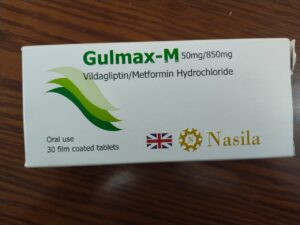 Gulmax-M 50mg/850mg
Vildagliptin/Metformin Hydrochloride
Oral use
30 film coated tablets
N Nasila